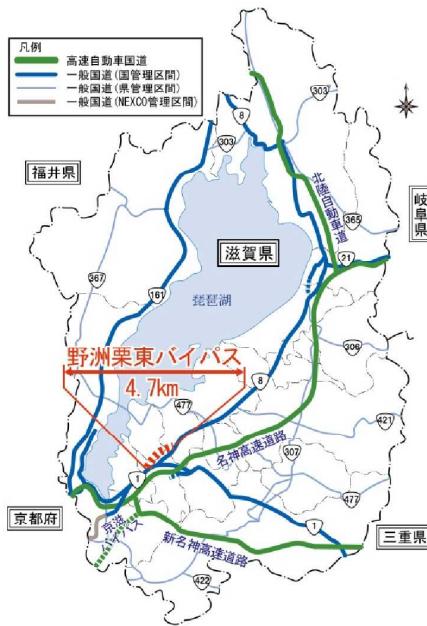 凡例
高速自動車国道
一般国道(国管理区間)
一般国道(県管理区間)
一般国道(NEXCO管理区間)
303
8
303
福井県
北陸自動車道
365
岐阜県
21
滋賀県
367
161
琵琶湖
306
野洲栗東バイパス
4.7km
8
477
421
名神高速道路
307
1
477
京都府
京滋バイパス
1
三重県
新名神高速道路
422